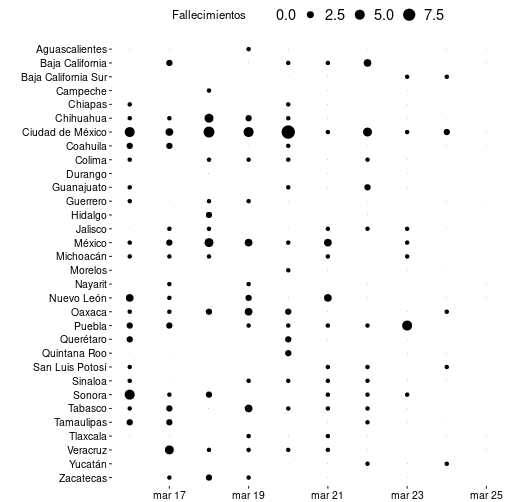 Fallecimientos 0.0 2.5 5.0 7.5
Aguascalientes
Baja California
Baja California Sur
Campeche
Chiapas
Chihuahua
Ciudad de México
Coahuila
Colima
Durango
Guanajuato
Guerrero
Hidalgo
Jalisco
México
Michoacán
Morelos
Nayarit
Nuevo León
Oaxaca
Puebla
Querétaro
Quintana Roo
San Luis Potosí
Sinaloa
Sonora
Tabasco
Tamaulipas
Tlaxcala
Veracruz
Yucatán
Zacatecas
mar 17 mar 19 mar 21 mar 23 mar 25